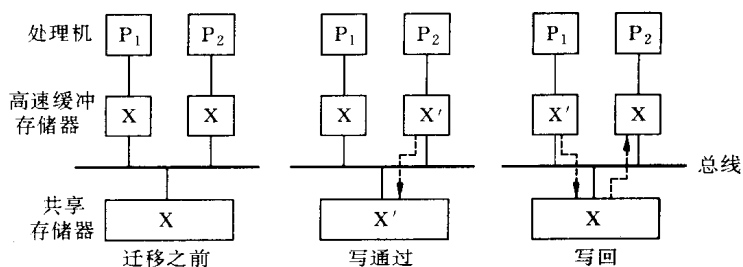 处理机 P₁ P₂ P₁ P₂ P₁ P₂
高速缓冲
存储器 X X X X′ X′ X
总线
共享
存储器 X X′ X
迁移之前 写通过 写回